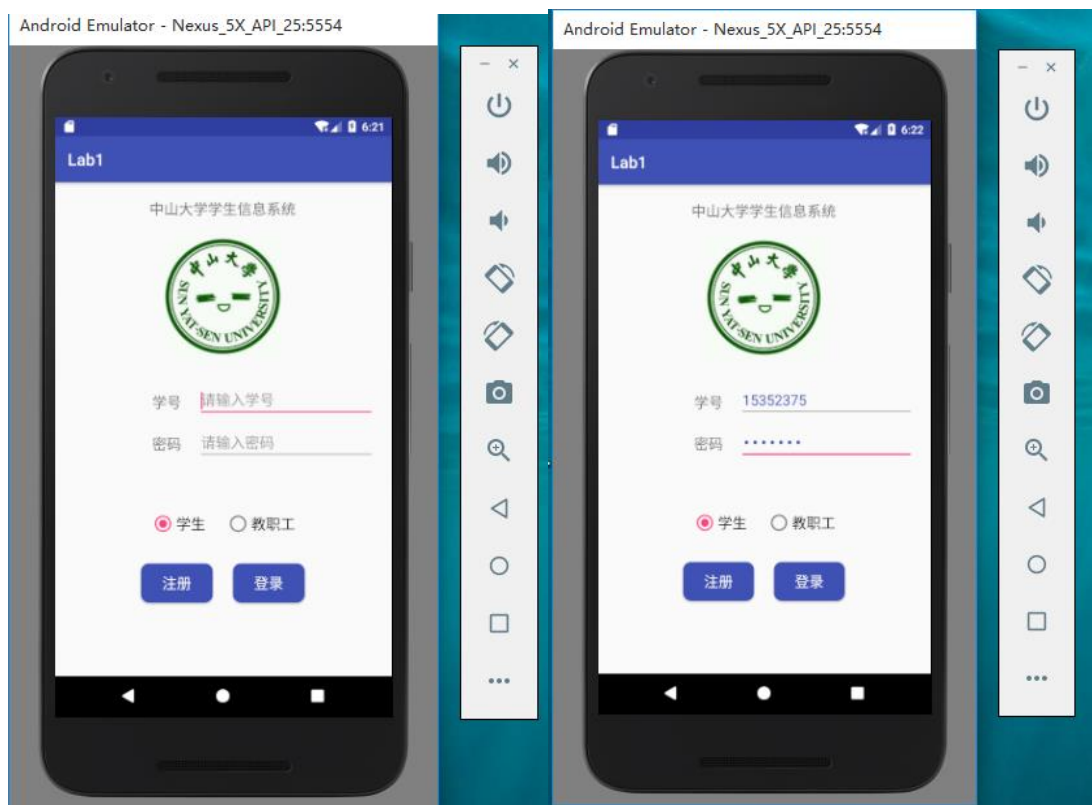 Android Emulator - Nexus_5X_API_25:5554
6:21
Lab1
中山大学学生信息系统
中山大学
SUN YAT-SEN UNIVERSITY
学号 请输入学号
密码 请输入密码
学生 教职工
注册 登录
Android Emulator - Nexus_5X_API_25:5554
6:22
Lab1
中山大学学生信息系统
中山大学
SUN YAT-SEN UNIVERSITY
学号 15352375
密码 •••••••
学生 教职工
注册 登录